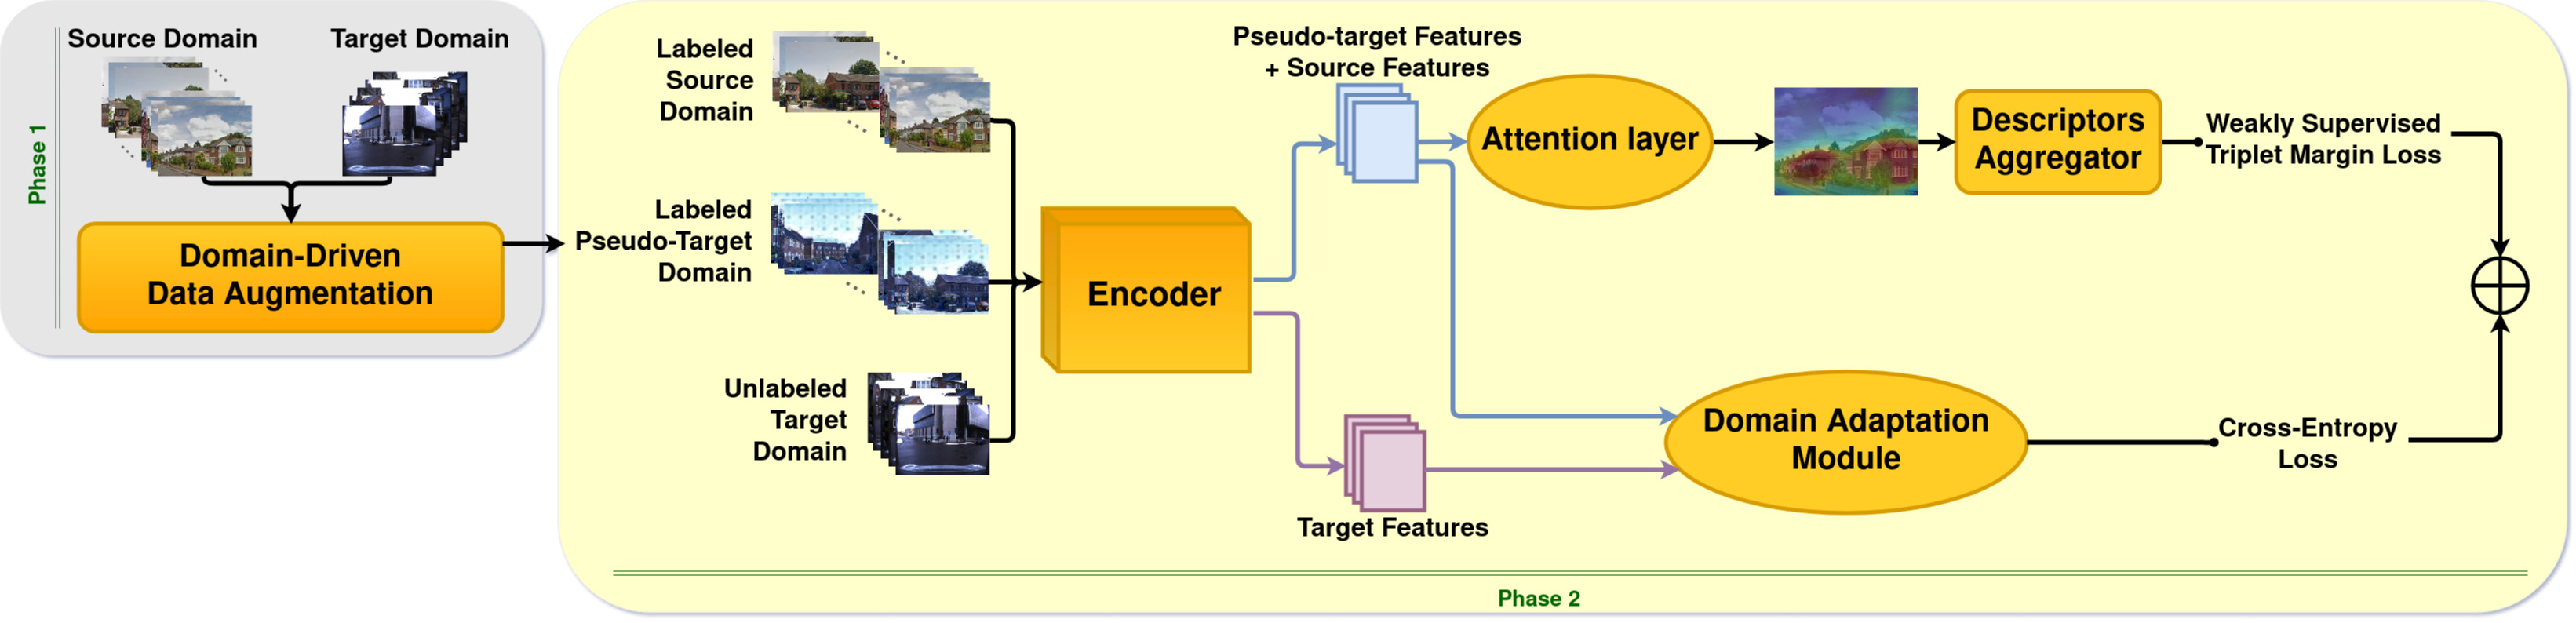 Phase 1
Source Domain
Target Domain
Domain-Driven
Data Augmentation
Labeled
Source
Domain
Labeled
Pseudo-Target
Domain
Unlabeled
Target
Domain
Encoder
Pseudo-target Features
+ Source Features
Target Features
Attention layer
Descriptors
Aggregator
Weakly Supervised
Triplet Margin Loss
Domain Adaptation
Module
Cross-Entropy
Loss
Phase 2